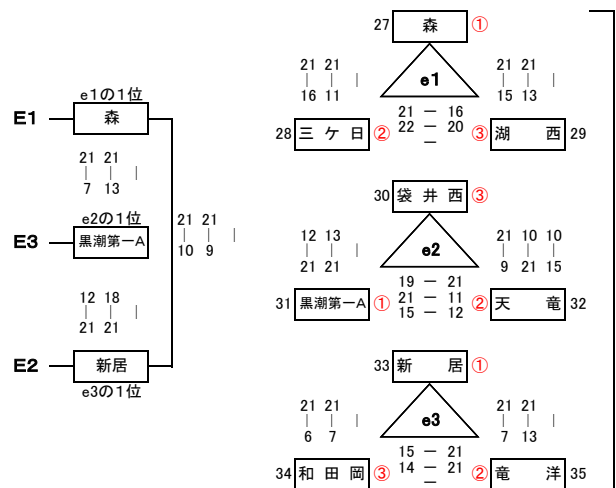 e1の1位
E1 森
21 21
| | |
7 13
e2の1位
E3 黒潮第一A
21 21
| | |
10 9
12 18
| | |
21 21
E2 新居
e3の1位
27 森 ①
21 21
| | |
16 11
e1
21 21
| | |
15 13
21 ー 16
22 ー 20
ー
28 三ケ日 ②
③ 湖西 29
30 袋井西 ③
12 13
| | |
21 21
e2
21 10 10
| | |
9 21 15
19 ー 21
21 ー 11
15 ー 12
31 黒潮第一A ①
② 天竜 32
33 新居 ①
21 21
| | |
6 7
e3
21 21
| | |
7 13
15 ー 21
14 ー 21
ー
34 和田岡 ③
② 竜洋 35